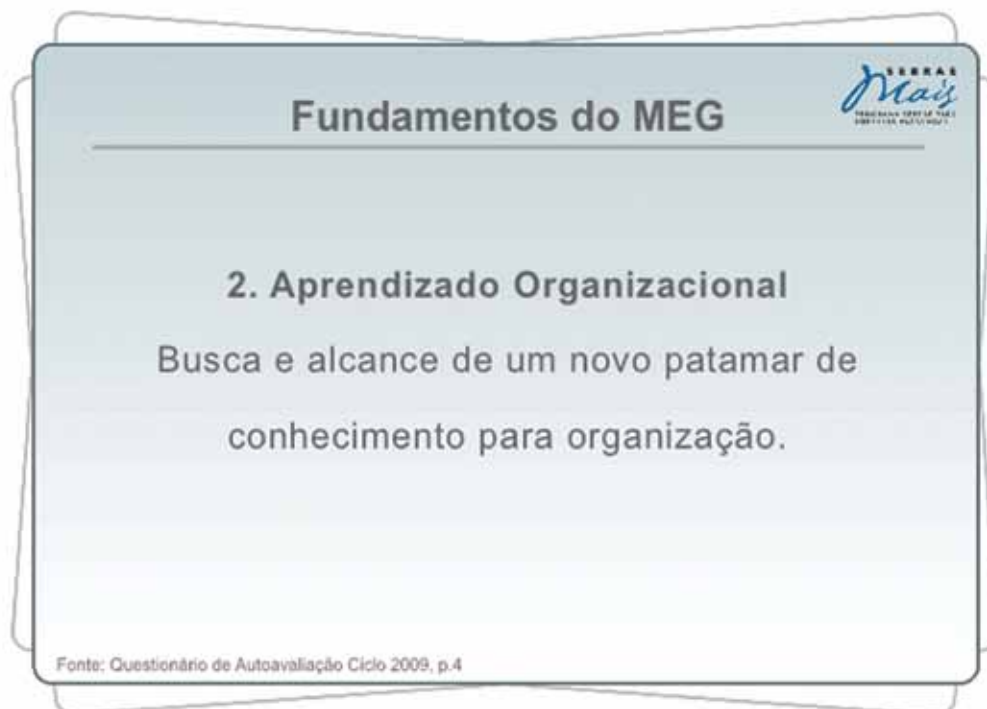 SEBRAE
Mais
Fundamentos do MEG
2. Aprendizado Organizacional
Busca e alcance de um novo patamar de
conhecimento para organização.
Fonte: Questionário de Autoavaliação Ciclo 2009, p.4